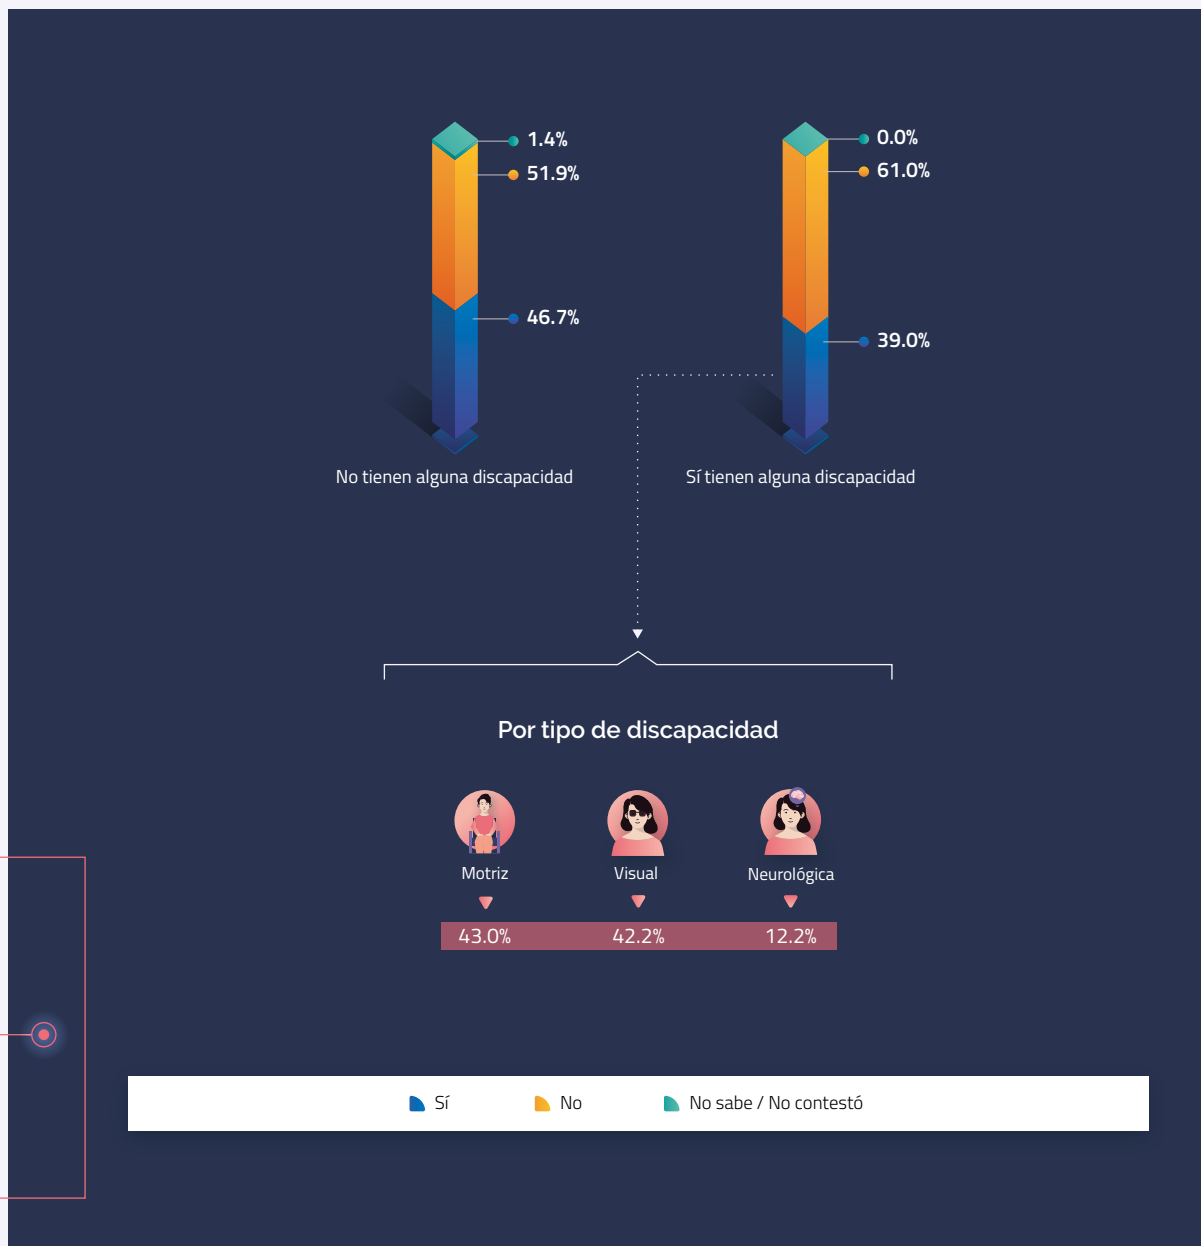 1.4%
51.9%
46.7%
No tienen alguna discapacidad
0.0%
61.0%
39.0%
Sí tienen alguna discapacidad
Por tipo de discapacidad
Motriz Visual Neurológica
43.0% 42.2% 12.2%
Sí No No sabe / No contestó